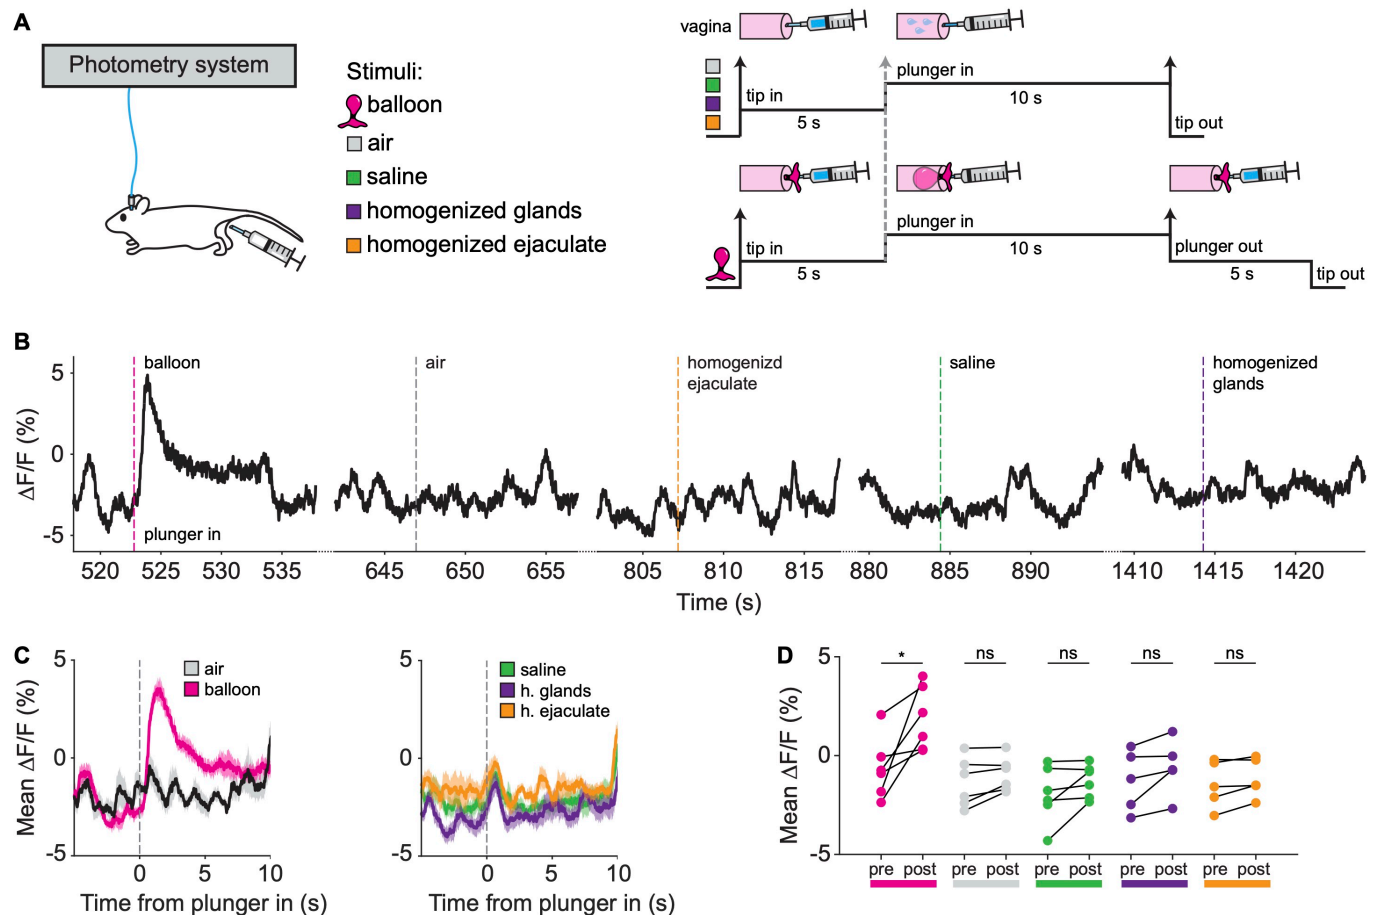 A
Photometry system
Stimuli:
balloon
air
saline
homogenized glands
homogenized ejaculate
vagina
tip in
5 s
plunger in
10 s
tip out
tip in
5 s
plunger in
10 s
plunger out
5 s
tip out
B
ΔF/F (%)
5
0
-5
balloon
plunger in
air
homogenizd
ejaculate
saline
homogenized
glands
520 525 530 535 645 650 655 805 810 815 880 885 890 1410 1415 1420
Time (s)
C
Mean ΔF/F (%)
5
0
-5
air
balloon
0 5 10
Time from plunger in (s)
5
0
-5
saline
h. glands
h. ejaculate
0 5 10
Time from plunger in (s)
D
Mean ΔF/F (%)
5
0
-5
* ns ns ns ns
pre post pre post pre post pre post pre post